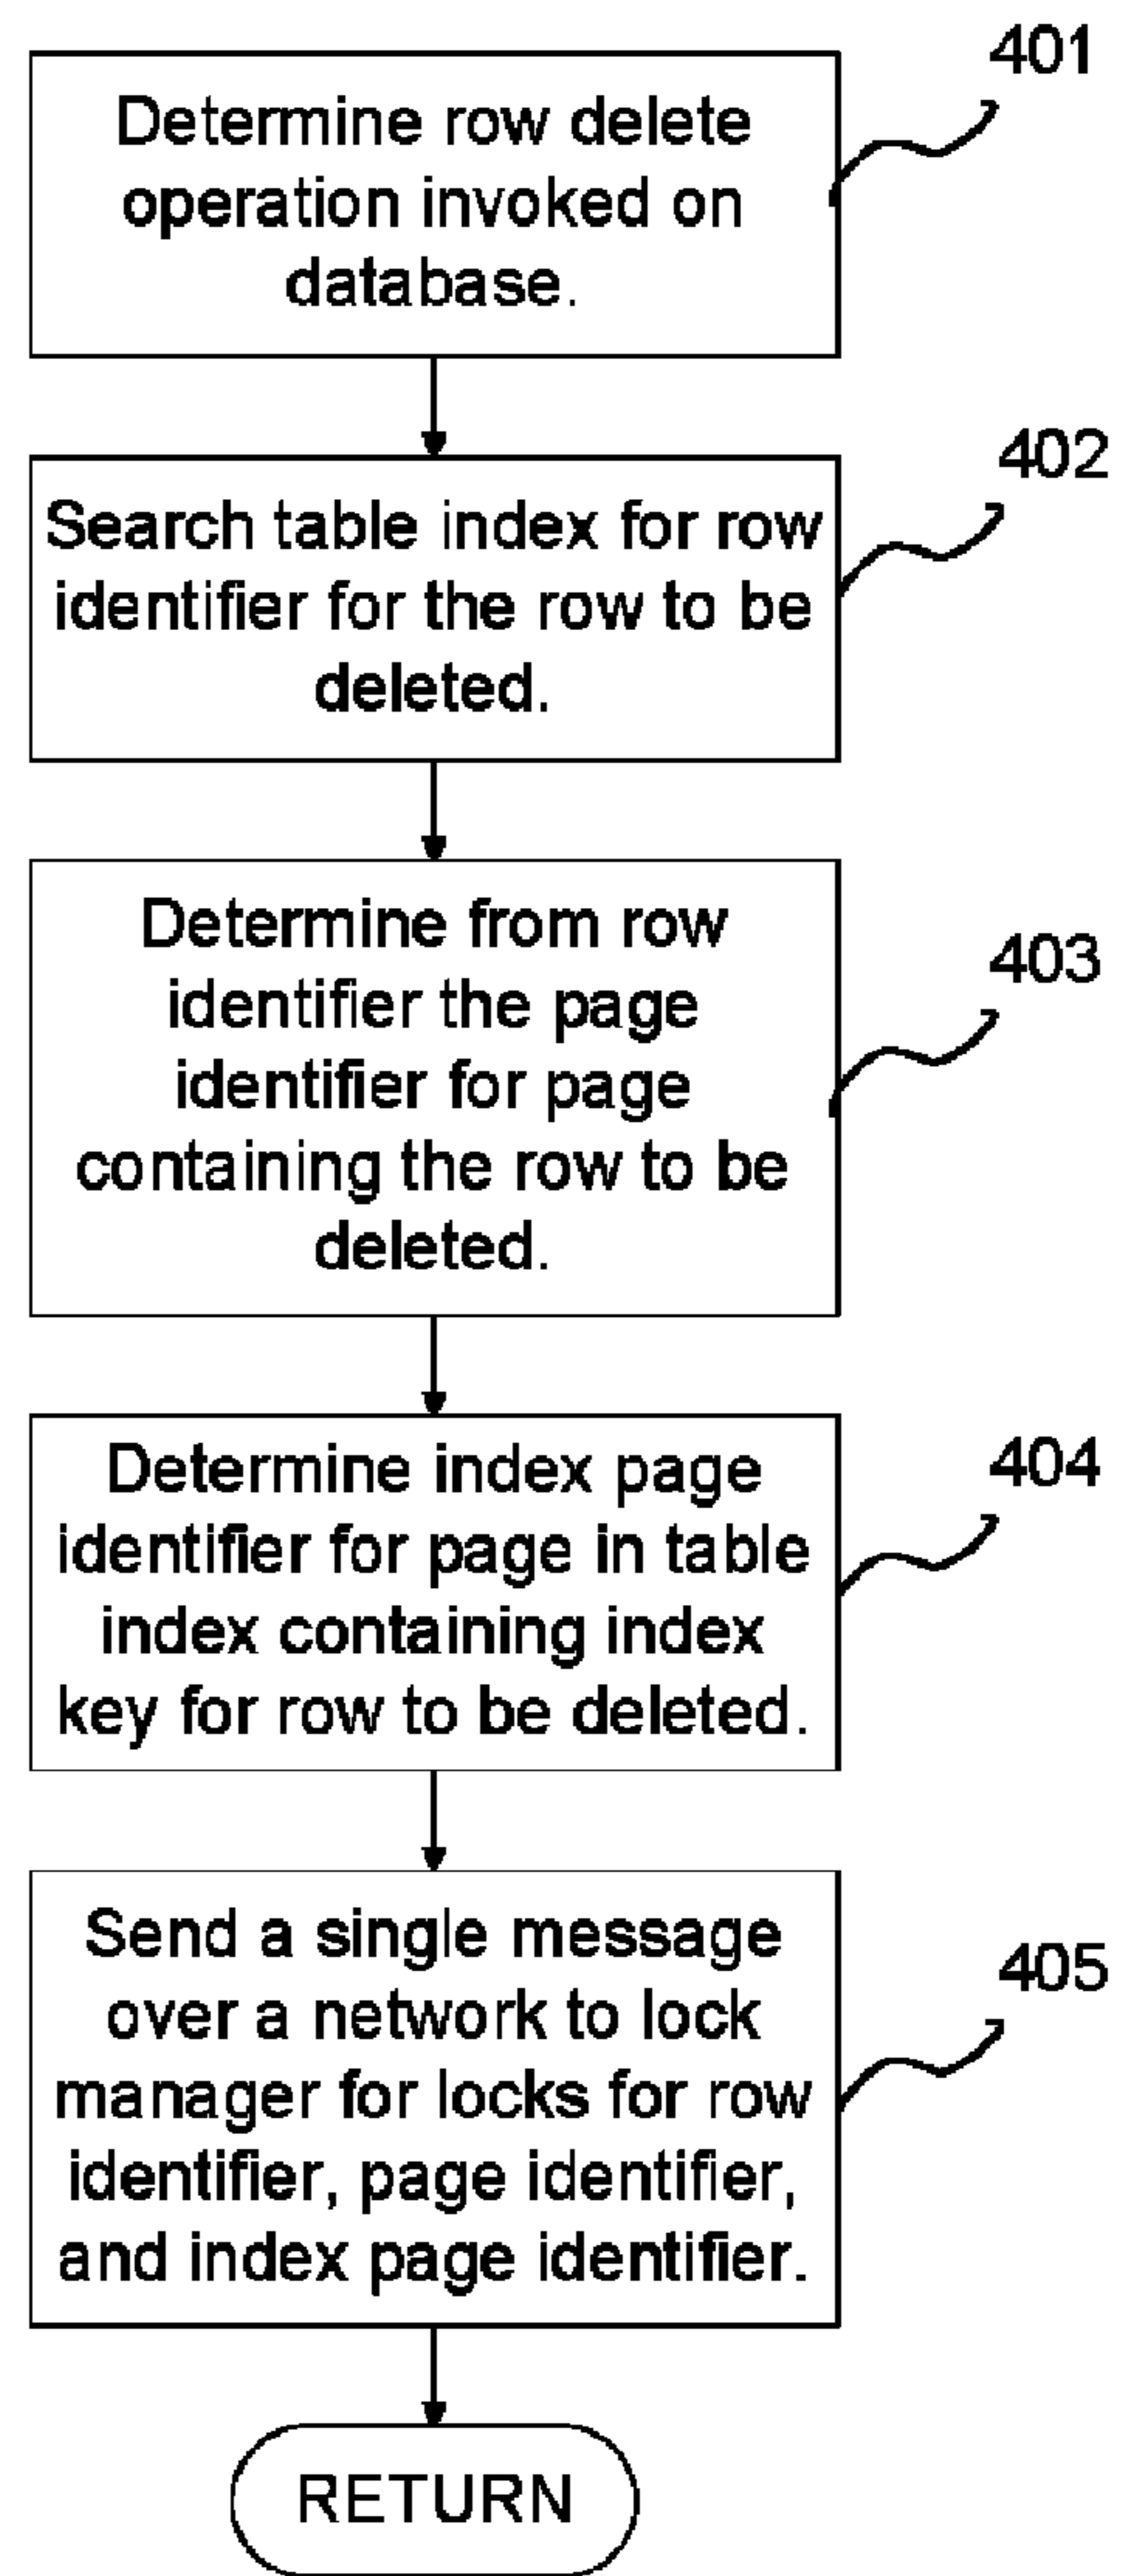 401
Determine row delete
operation invoked on
database.
402
Search table index for row
identifier for the row to be
deleted.
403
Determine from row
identifier the page
identifier for page
containing the row to be
deleted.
404
Determine index page
identifier for page in table
index containing index
key for row to be deleted.
405
Send a single message
over a network to lock
manager for locks for row
identifier, page identifier,
and index page identifier.
RETURN